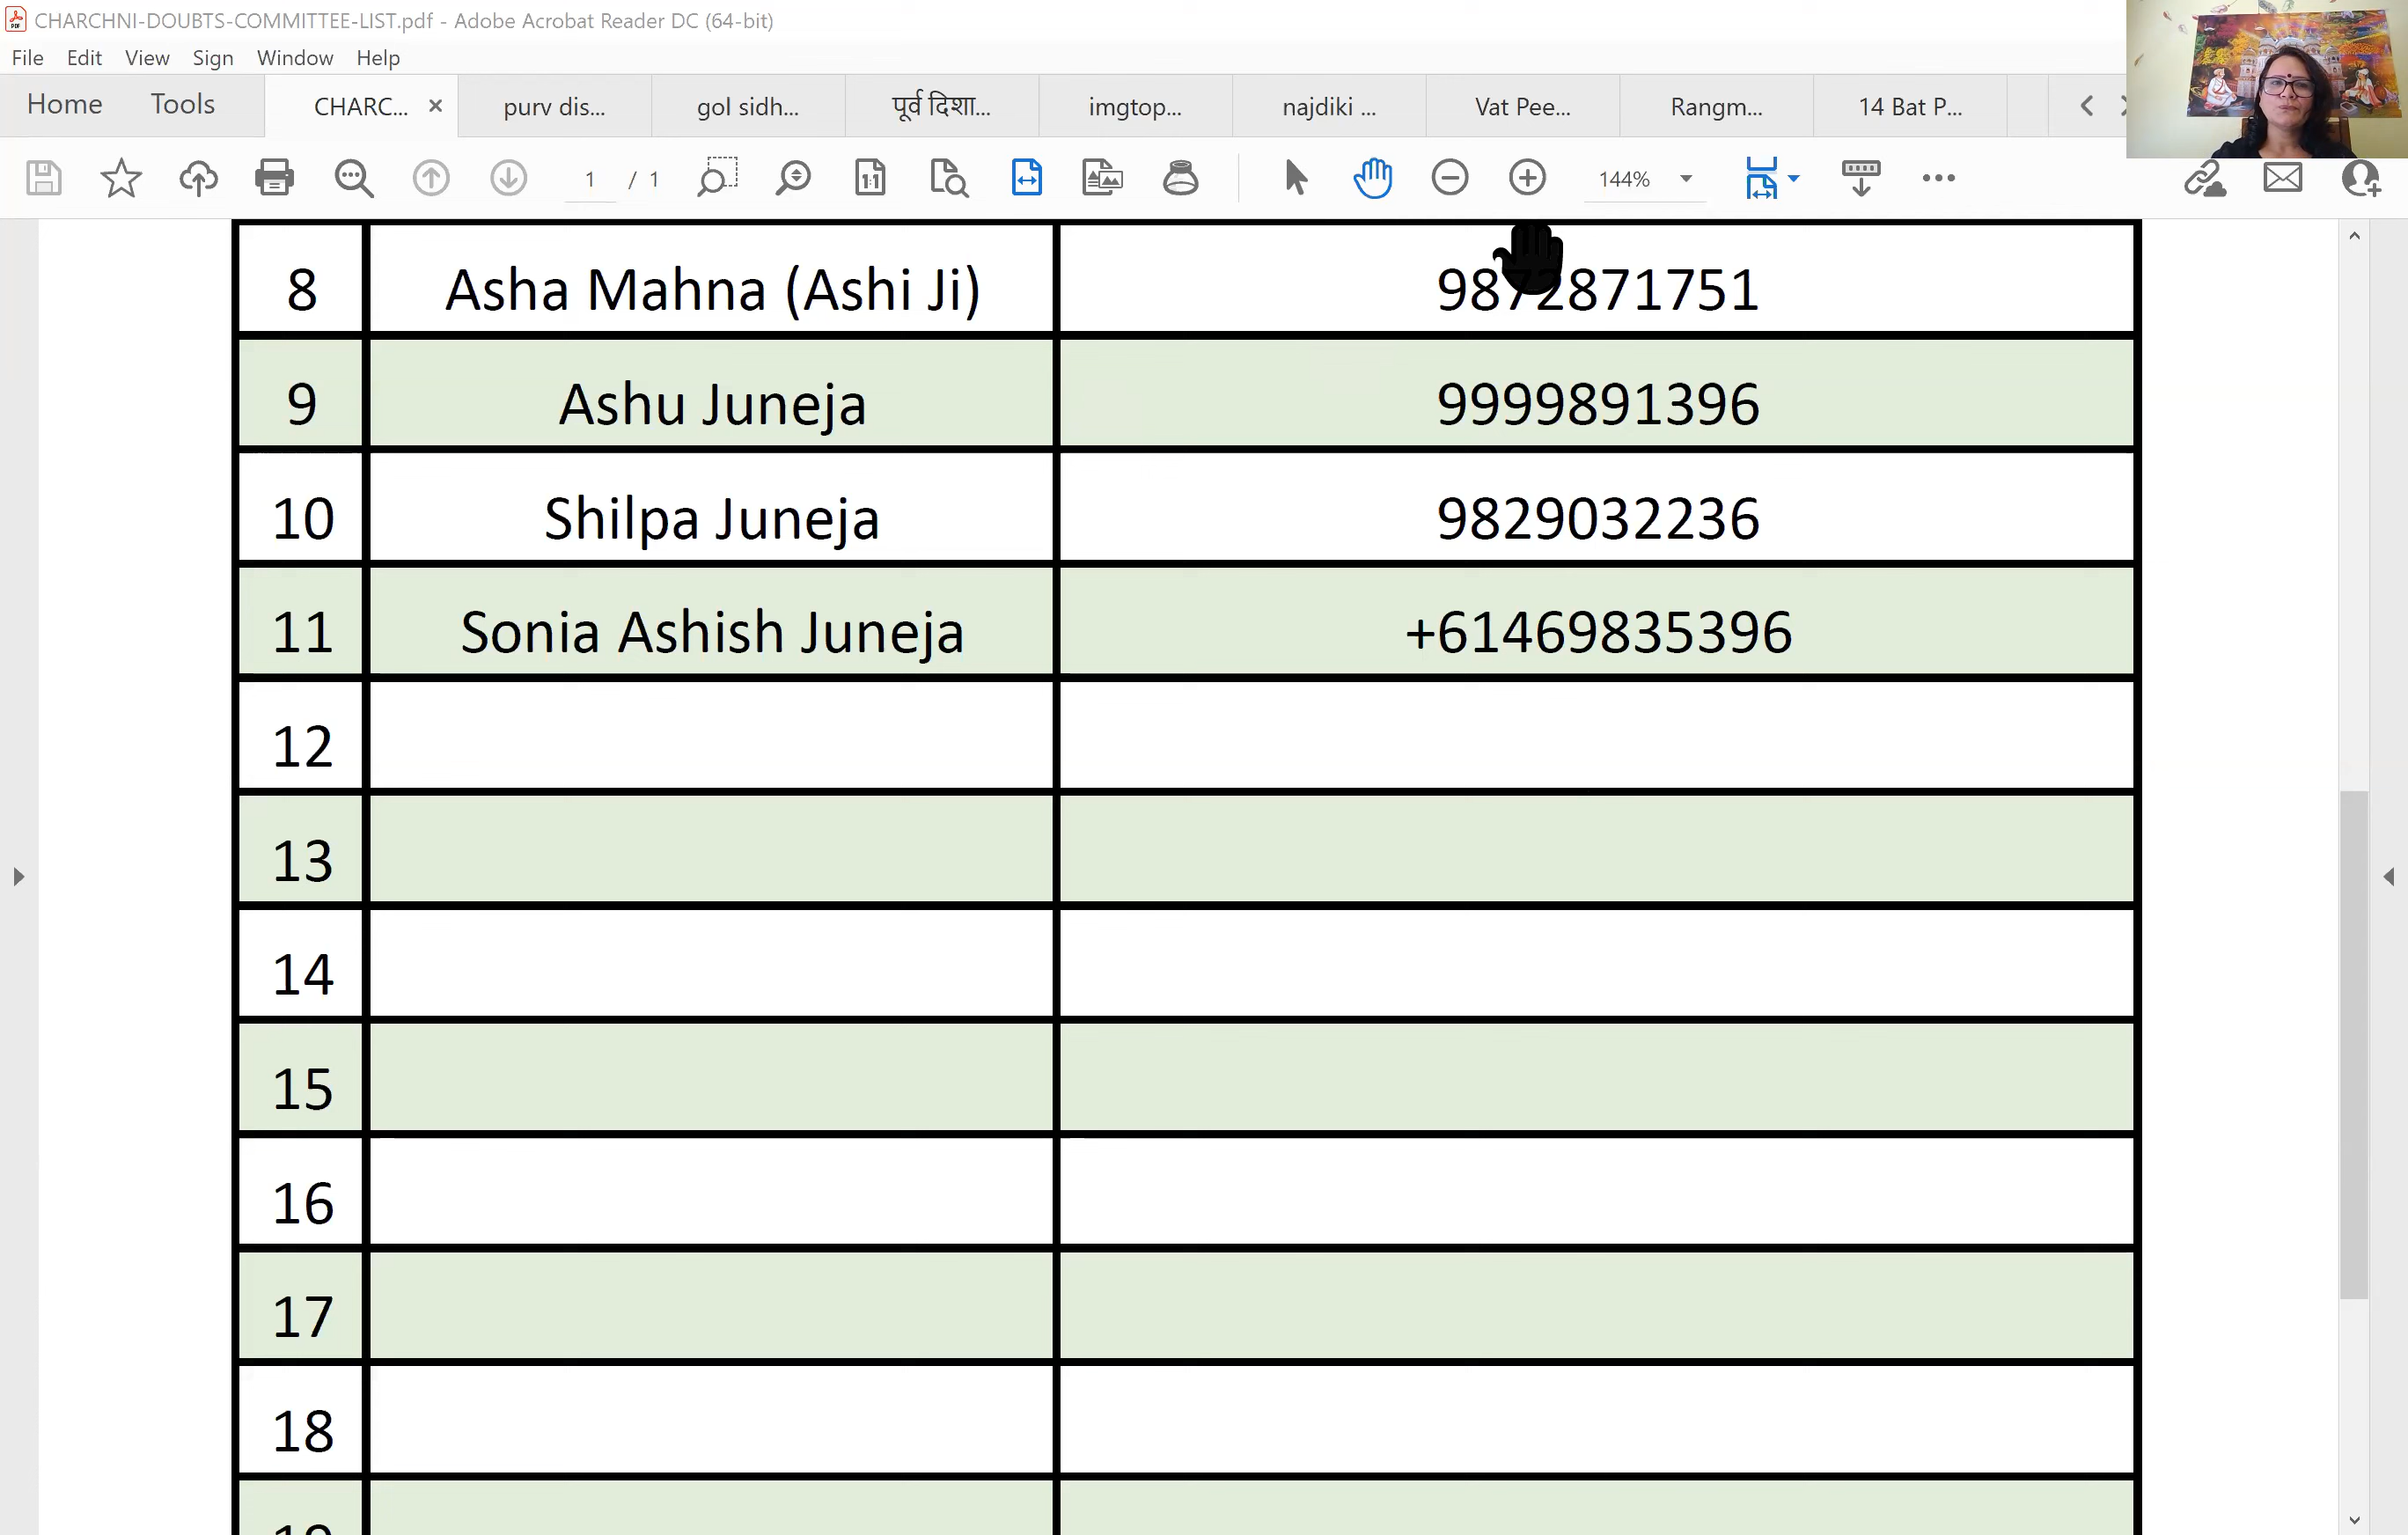 CHARCHNI-DOUBTS-COMMITTEE-LIST.pdf - Adobe Acrobat Reader DC (64-bit)
File Edit View Sign Window Help
Home Tools CHARC... purv dis... gol sidh... पूर्व दिशा... imgtop... najdiki ... Vat Pee... Rangm... 14 Bat P...
1 / 1 144%
8 Asha Mahna (Ashi Ji) 9872871751
9 Ashu Juneja 9999891396
10 Shilpa Juneja 9829032236
11 Sonia Ashish Juneja +61469835396
12
13
14
15
16
17
18